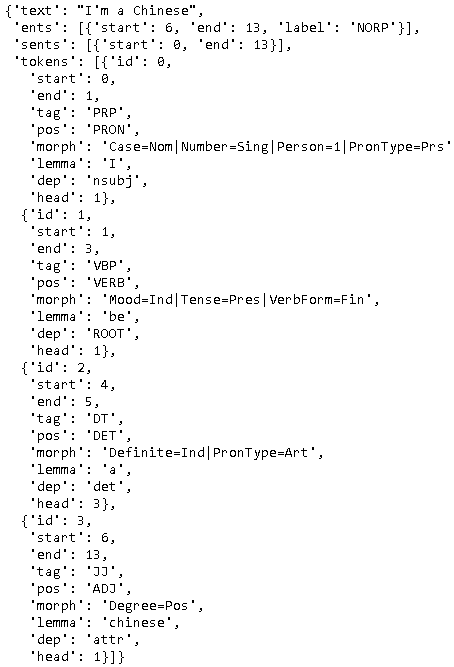 {'text': "I'm a Chinese",
 'ents': [{'start': 6, 'end': 13, 'label': 'NORP'}],
 'sents': [{'start': 0, 'end': 13}],
 'tokens': [{'id': 0,
   'start': 0,
   'end': 1,
   'tag': 'PRP',
   'pos': 'PRON',
   'morph': 'Case=Nom|Number=Sing|Person=1|PronType=Prs'
   'lemma': 'I',
   'dep': 'nsubj',
   'head': 1},
  {'id': 1,
   'start': 1,
   'end': 3,
   'tag': 'VBP',
   'pos': 'VERB',
   'morph': 'Mood=Ind|Tense=Pres|VerbForm=Fin',
   'lemma': 'be',
   'dep': 'ROOT',
   'head': 1},
  {'id': 2,
   'start': 4,
   'end': 5,
   'tag': 'DT',
   'pos': 'DET',
   'morph': 'Definite=Ind|PronType=Art',
   'lemma': 'a',
   'dep': 'det',
   'head': 3},
  {'id': 3,
   'start': 6,
   'end': 13,
   'tag': 'JJ',
   'pos': 'ADJ',
   'morph': 'Degree=Pos',
   'lemma': 'chinese',
   'dep': 'attr',
   'head': 1}]}